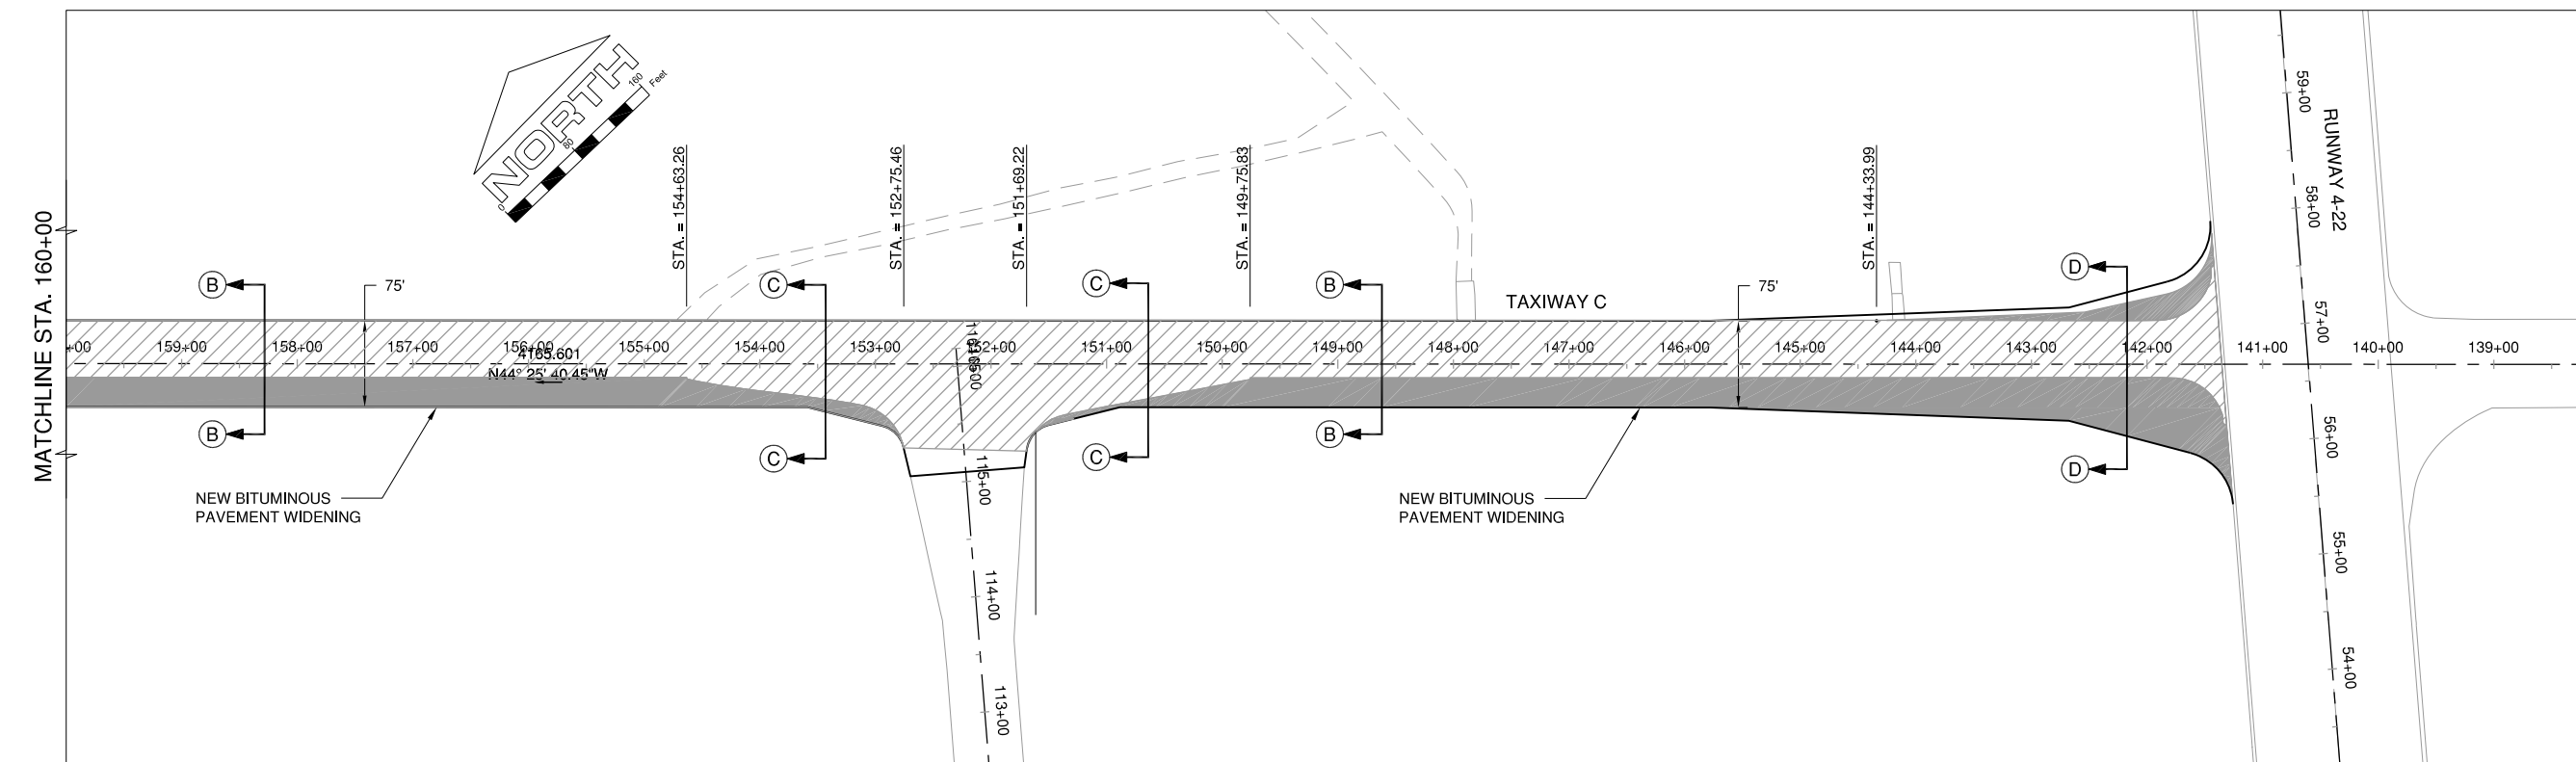 NORTH
0
80
160
Feet
MATCHLINE STA. 160+00
STA. = 154+63.26
STA. = 152+75.46
STA. = 151+69.22
STA. = 149+75.83
STA. = 144+33.99
B
75'
C
C
B
TAXIWAY C
75'
D
RUNWAY 4-22
59+00
58+00
57+00
56+00
55+00
54+00
+00
159+00
158+00
157+00
156+00
155+00
154+00
153+00
152+00
151+00
150+00
149+00
148+00
147+00
146+00
145+00
144+00
143+00
142+00
141+00
140+00
139+00
4165.601
N44° 25' 40.45"W
115+00
114+00
113+00
B
C
C
B
D
NEW BITUMINOUS
PAVEMENT WIDENING
NEW BITUMINOUS
PAVEMENT WIDENING